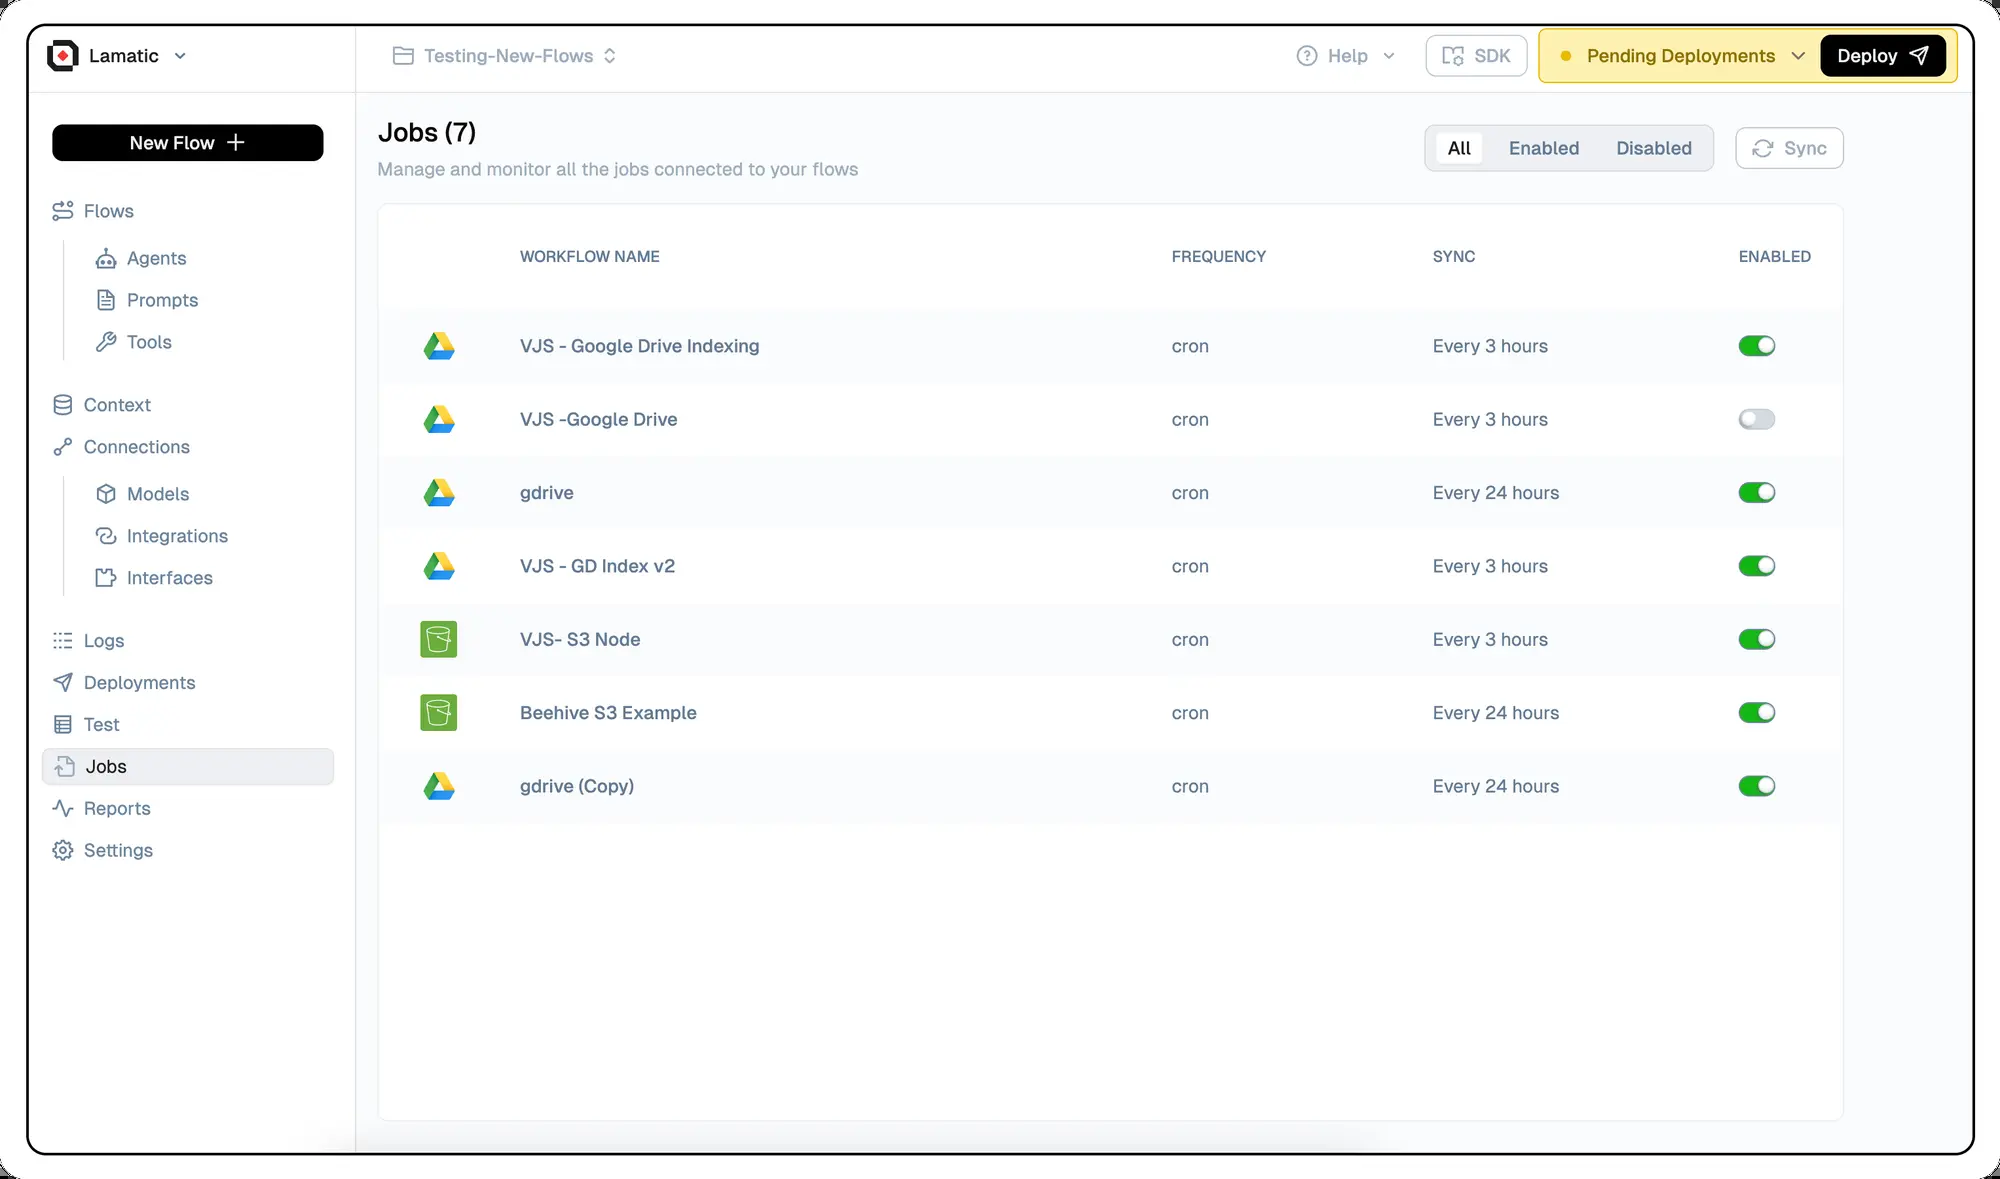 Lamatic
Testing-New-Flows
Help
SDK
Pending Deployments
Deploy
New Flow
Flows
Agents
Prompts
Tools
Context
Connections
Models
Integrations
Interfaces
Logs
Deployments
Test
Jobs
Reports
Settings
Jobs (7)
Manage and monitor all the jobs connected to your flows
All Enabled Disabled
Sync
WORKFLOW NAME FREQUENCY SYNC ENABLED
VJS - Google Drive Indexing cron Every 3 hours
VJS -Google Drive cron Every 3 hours
gdrive cron Every 24 hours
VJS - GD Index v2 cron Every 3 hours
VJS- S3 Node cron Every 3 hours
Beehive S3 Example cron Every 24 hours
gdrive (Copy) cron Every 24 hours